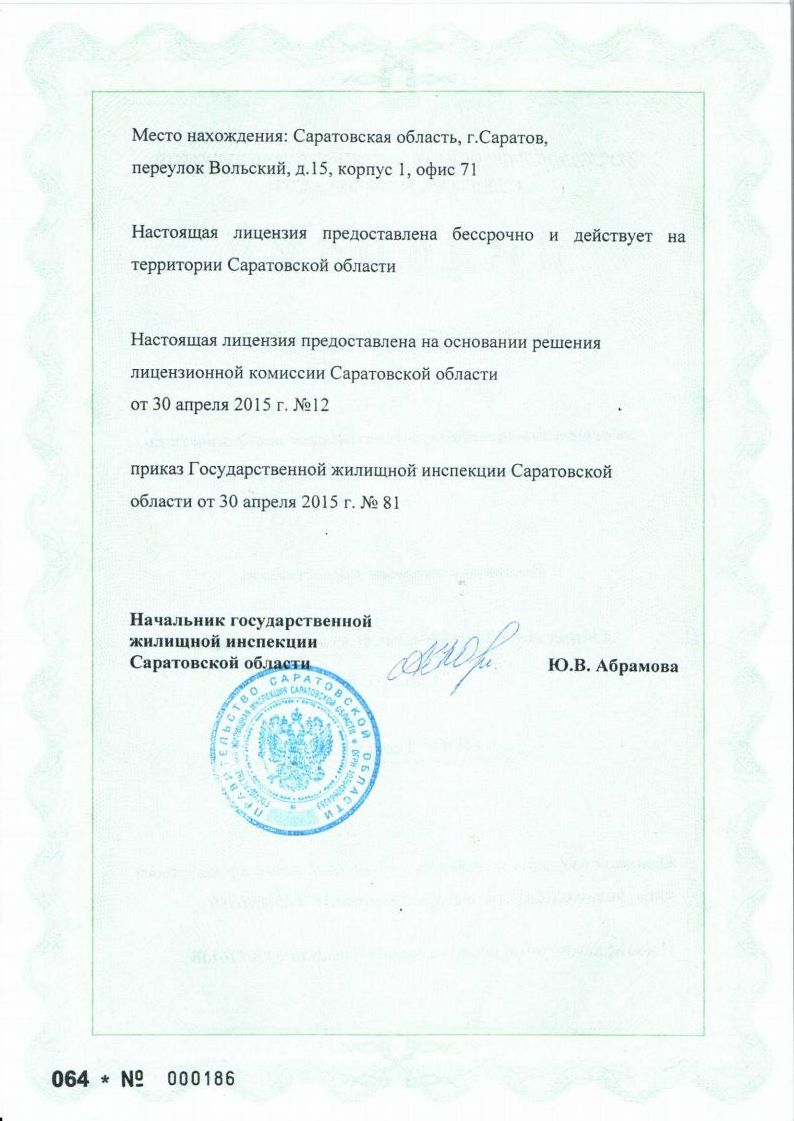 Место нахождения: Саратовская область, г.Саратов,
переулок Вольский, д.15, корпус 1, офис 71
Настоящая лицензия предоставлена бессрочно и действует на
территории Саратовской области
Настоящая лицензия предоставлена на основании решения
лицензионной комиссии Саратовской области
от 30 апреля 2015 г. №12
приказ Государственной жилищной инспекции Саратовской
области от 30 апреля 2015 г. № 81
Начальник государственной
жилищной инспекции
Саратовской области
Ю.В. Абрамова
ПРАВИТЕЛЬСТВО САРАТОВСКОЙ ОБЛАСТИ
ЖИЛИЩНАЯ ИНСПЕКЦИЯ САРАТОВСКОЙ ОБЛАСТИ
064 * № 000186